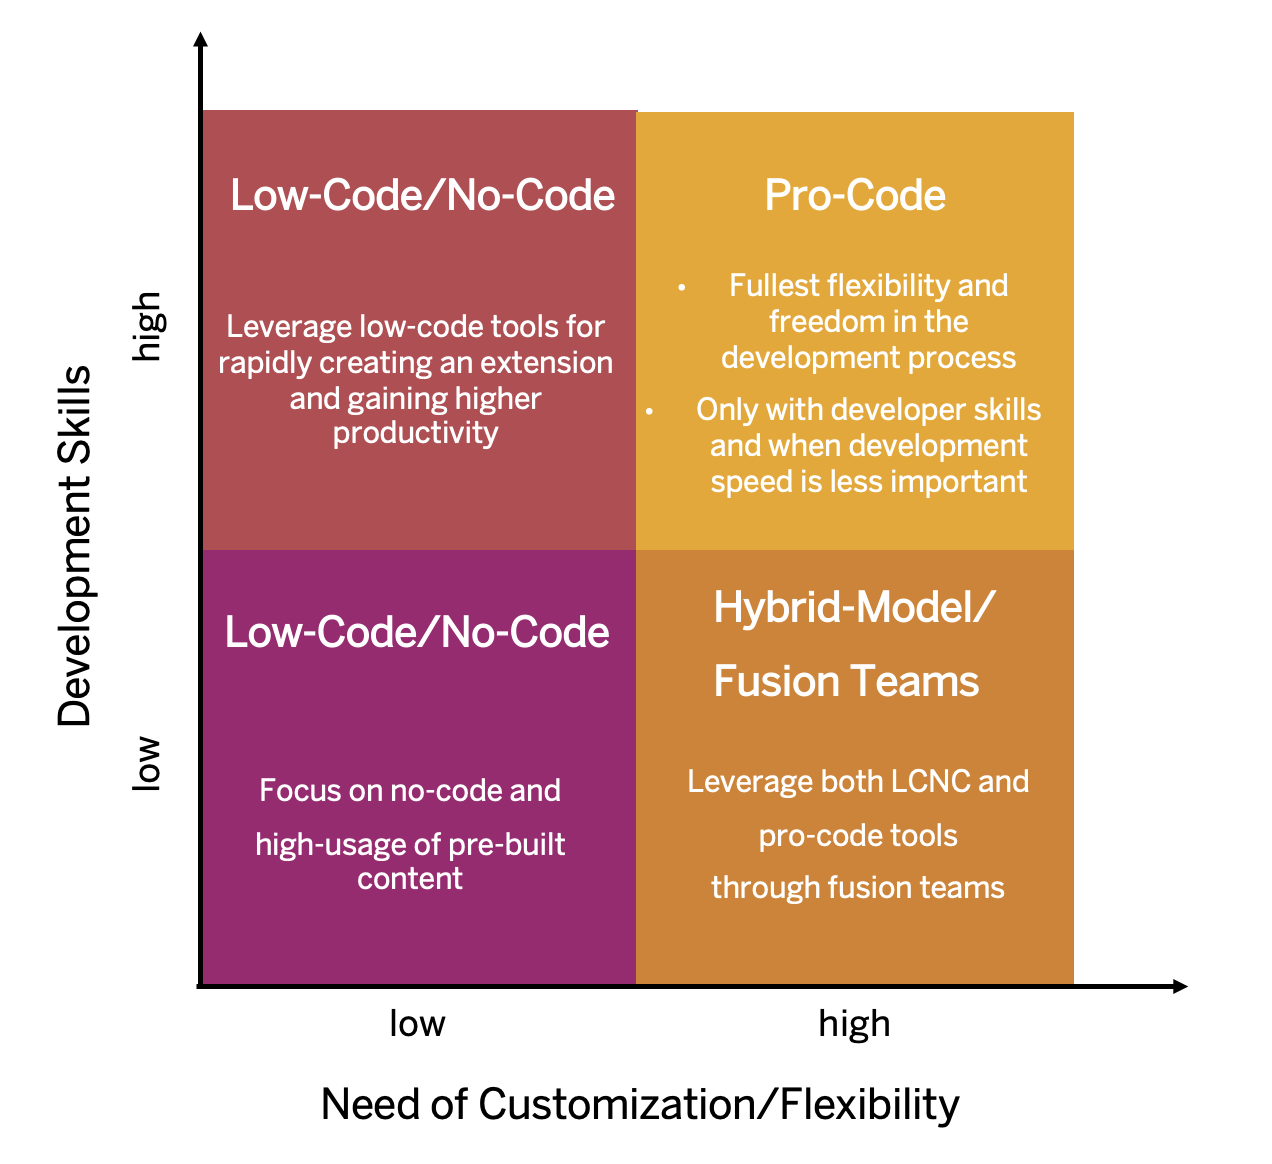 Development Skills
high
low
Low-Code/No-Code
Leverage low-code tools for
rapidly creating an extension
and gaining higher
productivity
Pro-Code
• Fullest flexibility and
freedom in the
development process
• Only with developer skills
and when development
speed is less important
Low-Code/No-Code
Focus on no-code and
high-usage of pre-built
content
Hybrid-Model/
Fusion Teams
Leverage both LCNC and
pro-code tools
through fusion teams
low
high
Need of Customization/Flexibility